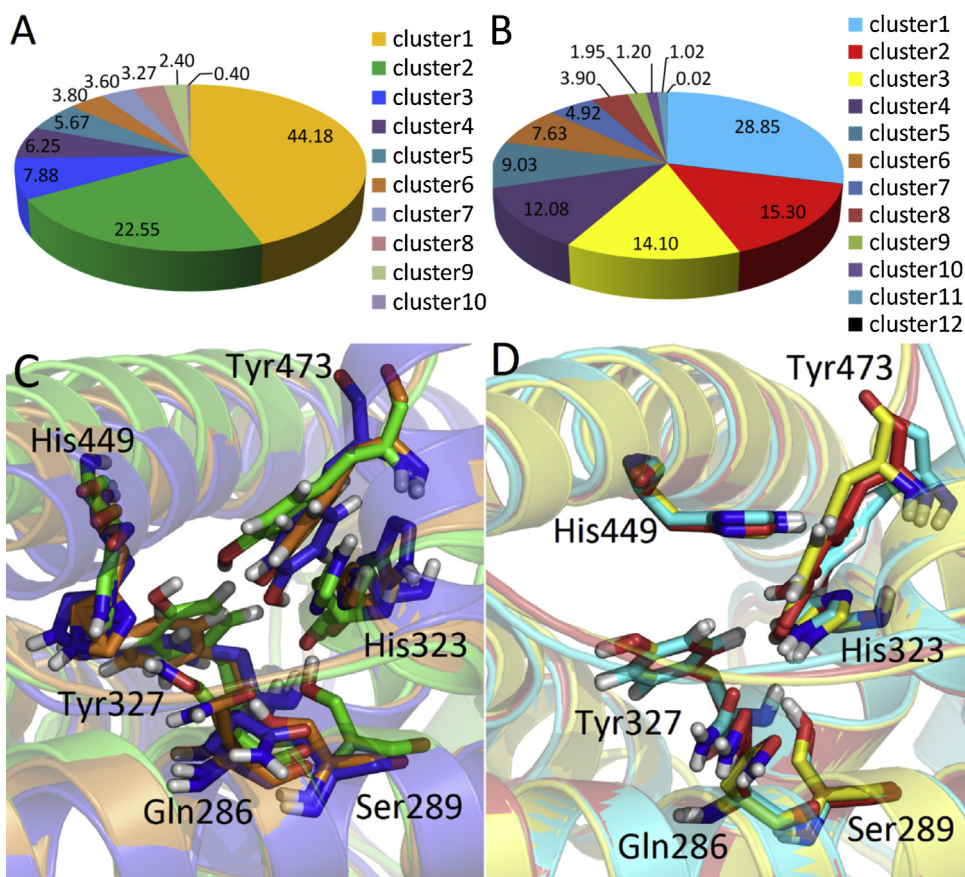 A
44.18
22.55
7.88
6.25
5.67
3.80
3.60
3.27
2.40
0.40
cluster1
cluster2
cluster3
cluster4
cluster5
cluster6
cluster7
cluster8
cluster9
cluster10
B
28.85
15.30
14.10
12.08
9.03
7.63
4.92
3.90
1.95
1.20
1.02
0.02
cluster1
cluster2
cluster3
cluster4
cluster5
cluster6
cluster7
cluster8
cluster9
cluster10
cluster11
cluster12
C
Tyr473
His449
His323
Tyr327
Gln286
Ser289
D
Tyr473
His449
His323
Tyr327
Gln286
Ser289